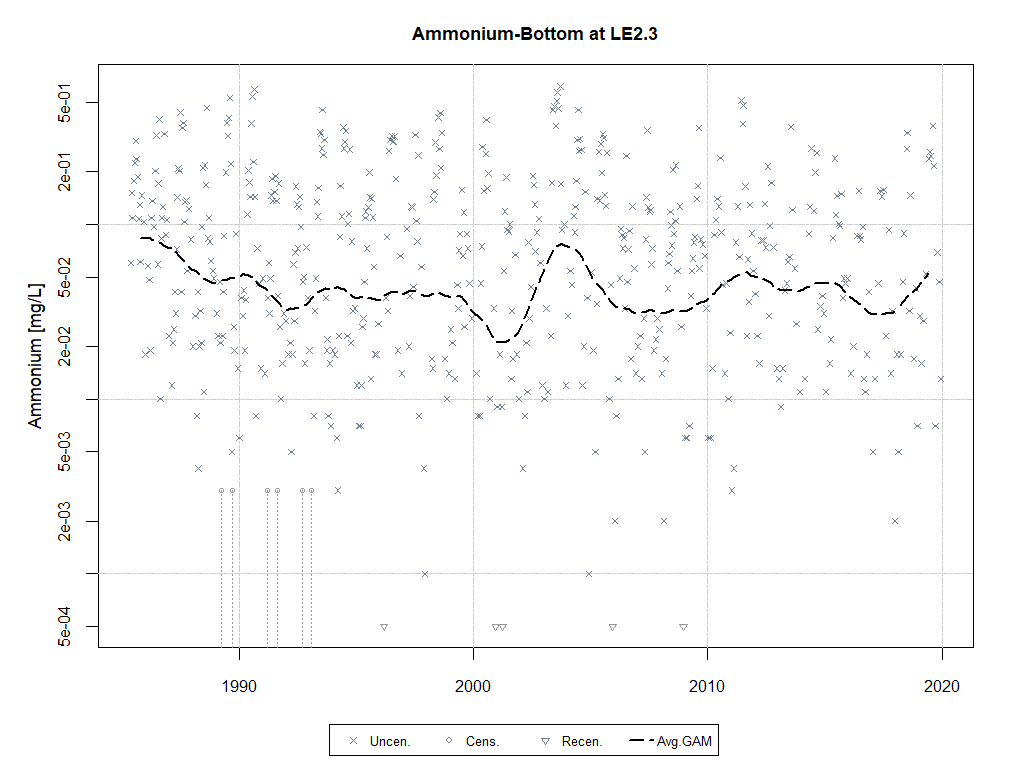 Ammonium-Bottom at LE2.3
Ammonium [mg/L]
5e-01
2e-01
5e-02
2e-02
5e-03
2e-03
5e-04
1990 2000 2010 2020
Uncen. Cens. Recen. Avg.GAM